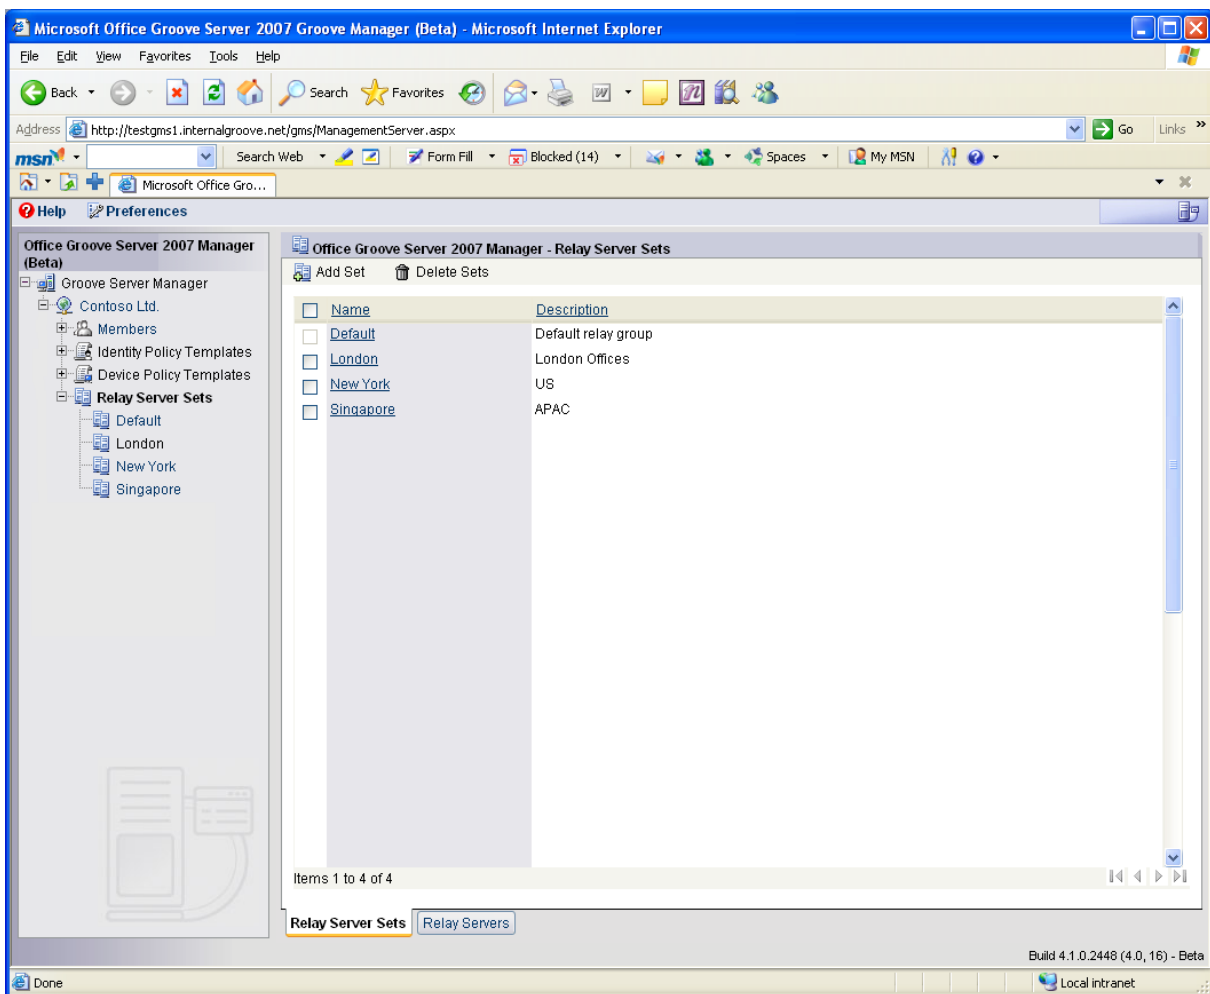 Microsoft Office Groove Server 2007 Groove Manager (Beta) - Microsoft Internet Explorer
File Edit View Favorites Tools Help
Back Search Favorites
Address http://testgms1.internalgroove.net/gms/ManagementServer.aspx Go Links »
msn Search Web Form Fill Blocked (14) Spaces My MSN
Microsoft Office Gro...
Help Preferences
Office Groove Server 2007 Manager
(Beta)
Groove Server Manager
Contoso Ltd.
Members
Identity Policy Templates
Device Policy Templates
Relay Server Sets
Default
London
New York
Singapore
Office Groove Server 2007 Manager - Relay Server Sets
Add Set Delete Sets
Name Description
Default Default relay group
London London Offices
New York US
Singapore APAC
Items 1 to 4 of 4
Relay Server Sets Relay Servers
Build 4.1.0.2448 (4.0, 16) - Beta
Done Local intranet